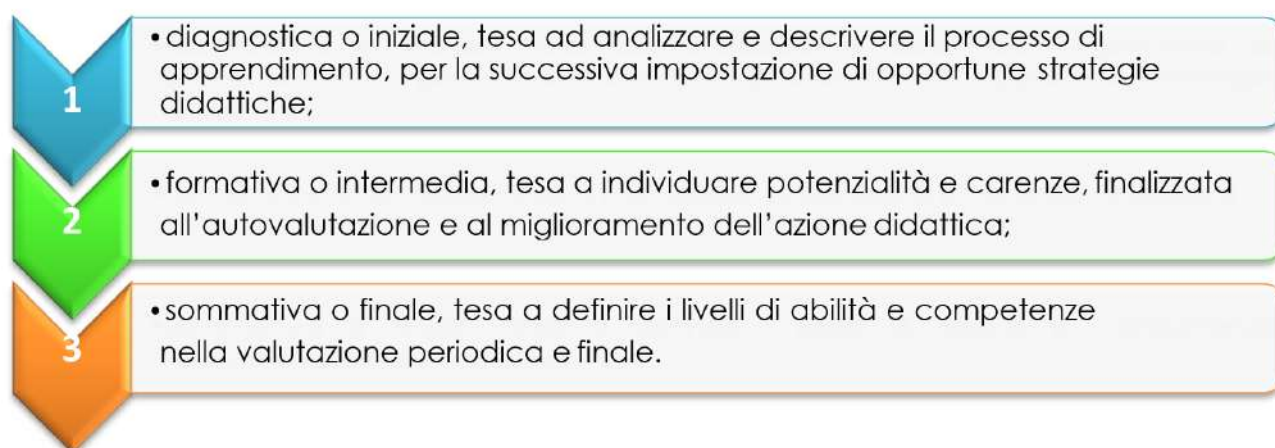 1
• diagnostica o iniziale, tesa ad analizzare e descrivere il processo di
apprendimento, per la successiva impostazione di opportune strategie
didattiche;
2
• formativa o intermedia, tesa a individuare potenzialità e carenze, finalizzata
all'autovalutazione e al miglioramento dell'azione didattica;
3
• sommativa o finale, tesa a definire i livelli di abilità e competenze
nella valutazione periodica e finale.